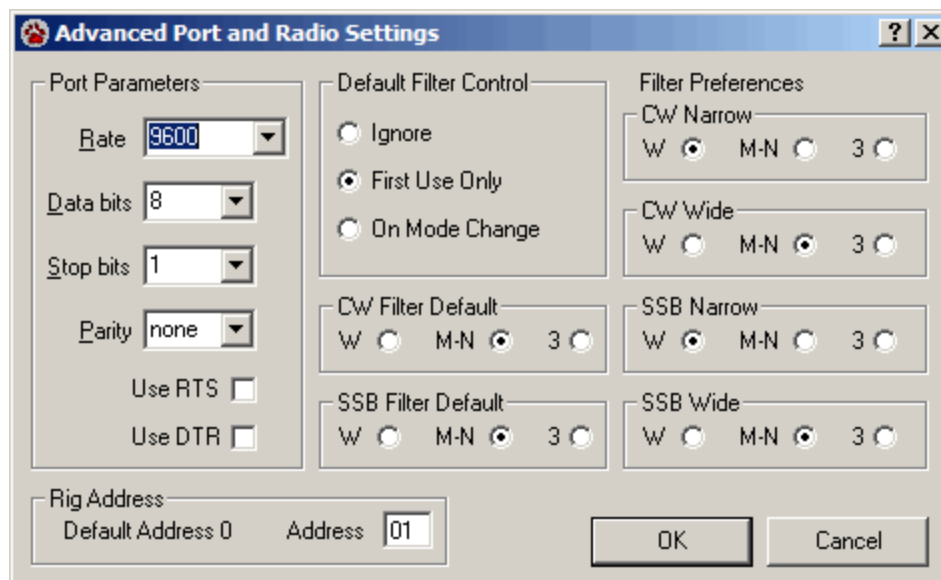 Advanced Port and Radio Settings
Port Parameters
Rate 9600
Data bits 8
Stop bits 1
Parity none
Use RTS
Use DTR
Default Filter Control
Ignore
First Use Only
On Mode Change
CW Filter Default
W M-N 3
SSB Filter Default
W M-N 3
Filter Preferences
CW Narrow
W M-N 3
CW Wide
W M-N 3
SSB Narrow
W M-N 3
SSB Wide
W M-N 3
Rig Address
Default Address 0 Address 01
OK Cancel